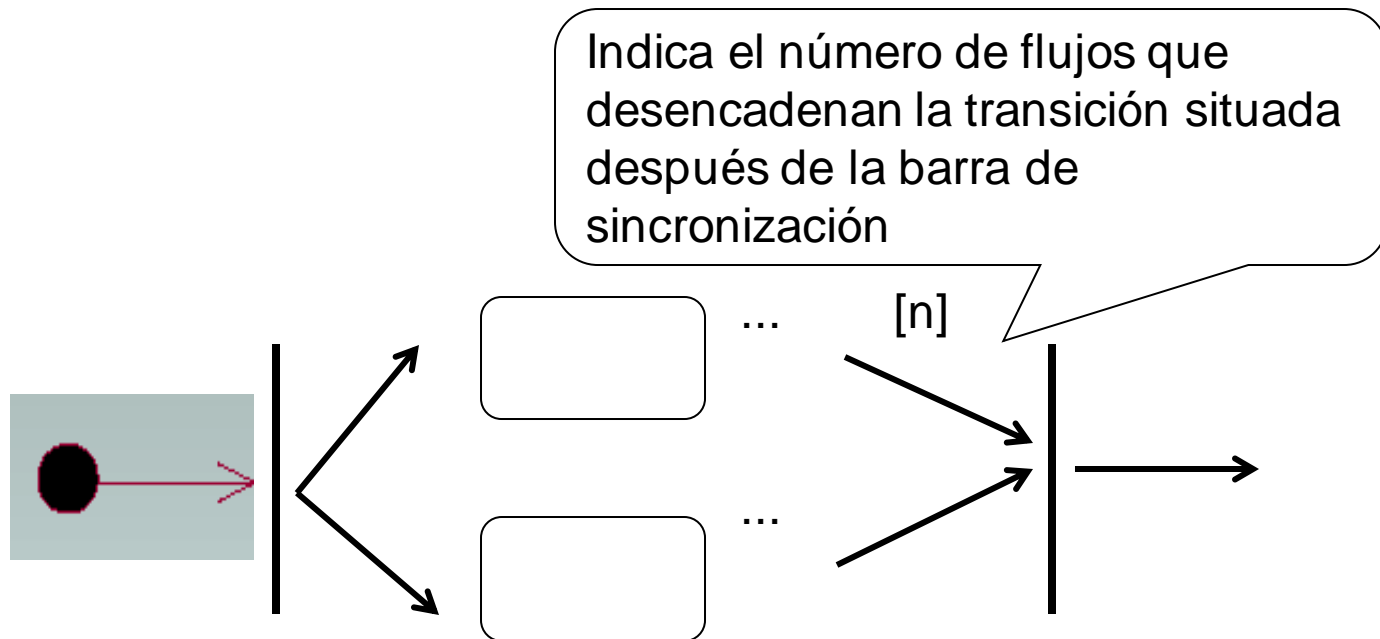 Indica el número de flujos que
desencadenan la transición situada
después de la barra de
sincronización
... [n]
...